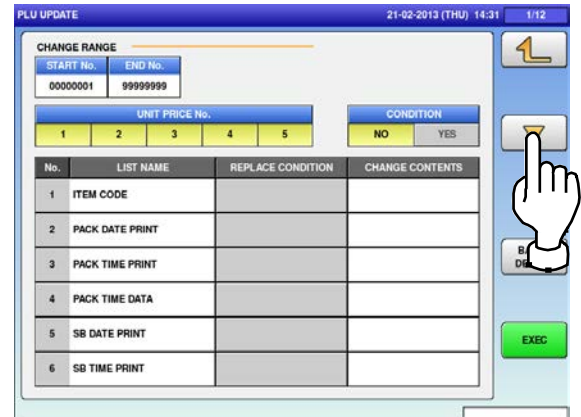 PLU UPDATE 21-02-2013 (THU) 14:31 1/12
CHANGE RANGE
START No. END No.
00000001 99999999
UNIT PRICE No. CONDITION
1 2 3 4 5 NO YES
No. LIST NAME REPLACE CONDITION CHANGE CONTENTS
1 ITEM CODE
2 PACK DATE PRINT
3 PACK TIME PRINT
4 PACK TIME DATA
5 SB DATE PRINT
6 SB TIME PRINT
EXEC